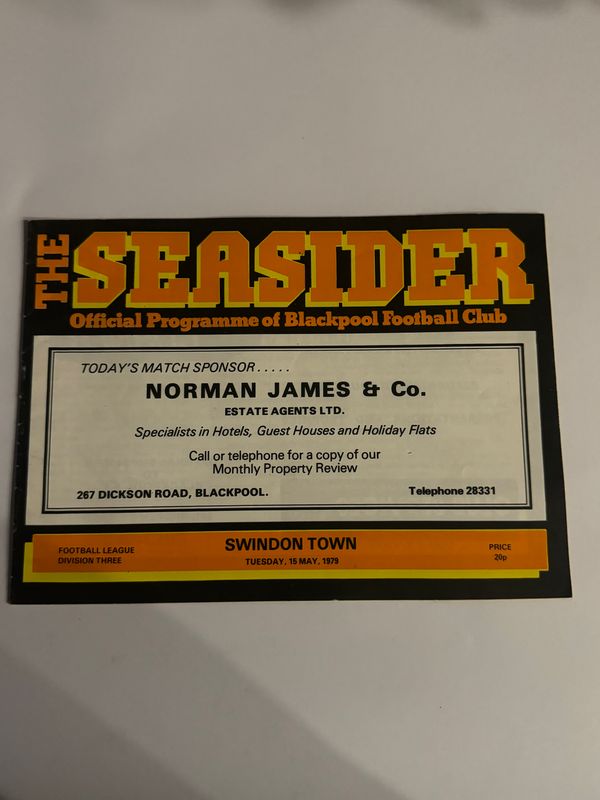 THE SEASIDER
Official Programme of Blackpool Football Club
TODAY'S MATCH SPONSOR.....
NORMAN JAMES & Co.
ESTATE AGENTS LTD.
Specialists in Hotels, Guest Houses and Holiday Flats
Call or telephone for a copy of our
Monthly Property Review
267 DICKSON ROAD, BLACKPOOL. Telephone 28331
FOOTBALL LEAGUE
DIVISION THREE
SWINDON TOWN
TUESDAY, 15 MAY, 1979
PRICE
20p